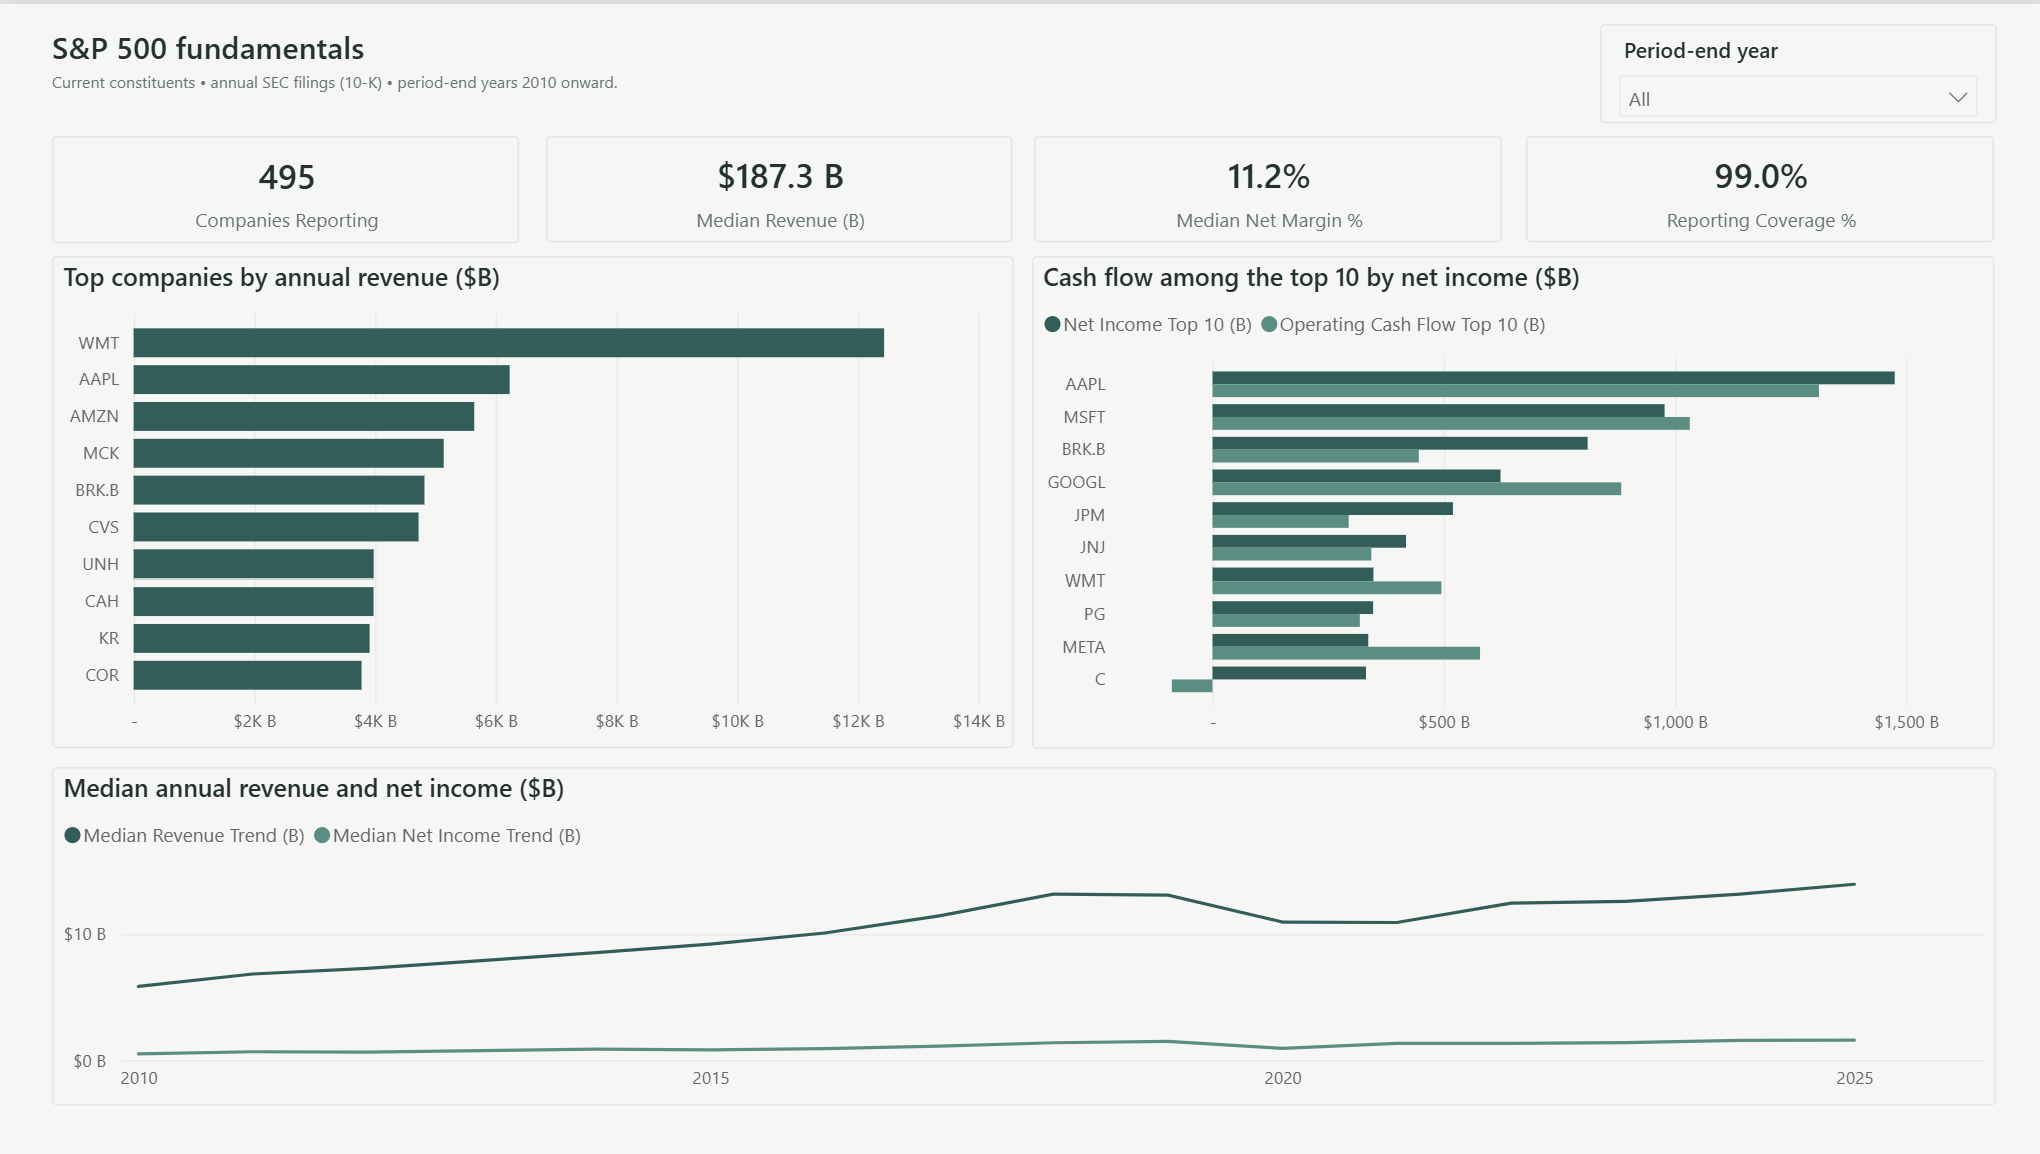 S&P 500 fundamentals
Current constituents • annual SEC filings (10-K) • period-end years 2010 onward.
Period-end year
All
495
Companies Reporting
$187.3 B
Median Revenue (B)
11.2%
Median Net Margin %
99.0%
Reporting Coverage %
Top companies by annual revenue ($B)
WMT
AAPL
AMZN
MCK
BRK.B
CVS
UNH
CAH
KR
COR
- $2K B $4K B $6K B $8K B $10K B $12K B $14K B
Cash flow among the top 10 by net income ($B)
Net Income Top 10 (B) Operating Cash Flow Top 10 (B)
AAPL
MSFT
BRK.B
GOOGL
JPM
JNJ
WMT
PG
META
C
- $500 B $1,000 B $1,500 B
Median annual revenue and net income ($B)
Median Revenue Trend (B) Median Net Income Trend (B)
$10 B
$0 B
2010 2015 2020 2025